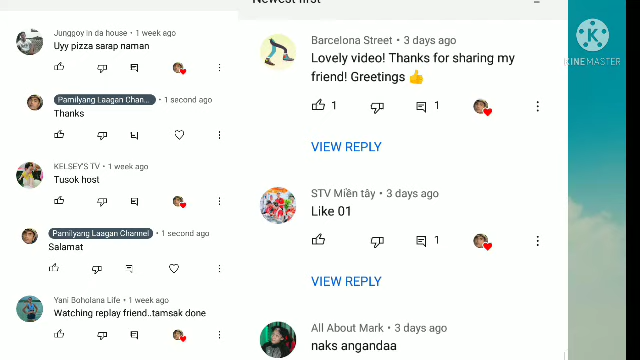 Junggoy in da house • 1 week ago
Uyy pizza sarap naman
Pamilyang Laagan Chan... • 1 second ago
Thanks
KELSEY'S TV • 1 week ago
Tusok host
Pamilyang Laagan Channel • 1 second ago
Salamat
Yani Boholana Life • 1 week ago
Watching replay friend..tamsak done
Newest first
Barcelona Street • 3 days ago
Lovely video! Thanks for sharing my
friend! Greetings 👍
1 1
VIEW REPLY
STV Miền tây • 3 days ago
Like 01
1
VIEW REPLY
All About Mark • 3 days ago
naks angandaa
K
KINEMASTER